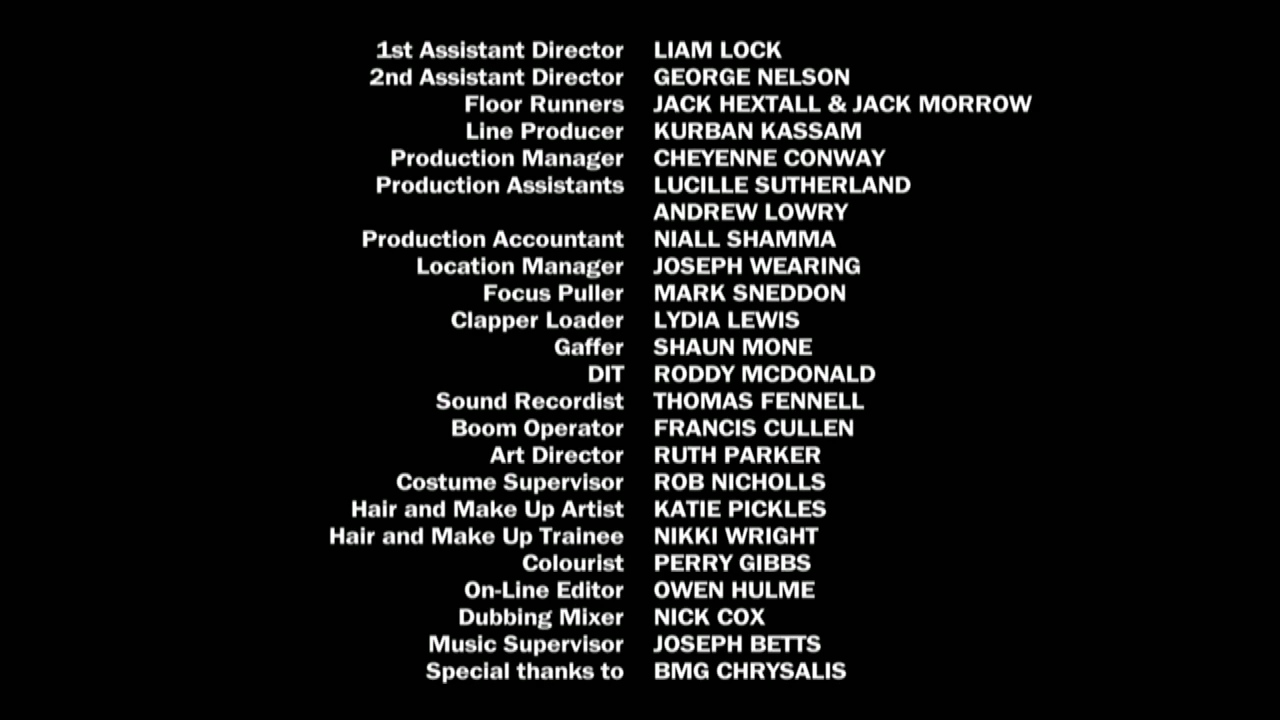 1st Assistant Director LIAM LOCK
2nd Assistant Director GEORGE NELSON
Floor Runners JACK HEXTALL & JACK MORROW
Line Producer KURBAN KASSAM
Production Manager CHEYENNE CONWAY
Production Assistants LUCILLE SUTHERLAND
ANDREW LOWRY
Production Accountant NIALL SHAMMA
Location Manager JOSEPH WEARING
Focus Puller MARK SNEDDON
Clapper Loader LYDIA LEWIS
Gaffer SHAUN MONE
DIT RODDY MCDONALD
Sound Recordist THOMAS FENNELL
Boom Operator FRANCIS CULLEN
Art Director RUTH PARKER
Costume Supervisor ROB NICHOLLS
Hair and Make Up Artist KATIE PICKLES
Hair and Make Up Trainee NIKKI WRIGHT
Colourist PERRY GIBBS
On-Line Editor OWEN HULME
Dubbing Mixer NICK COX
Music Supervisor JOSEPH BETTS
Special thanks to BMG CHRYSALIS